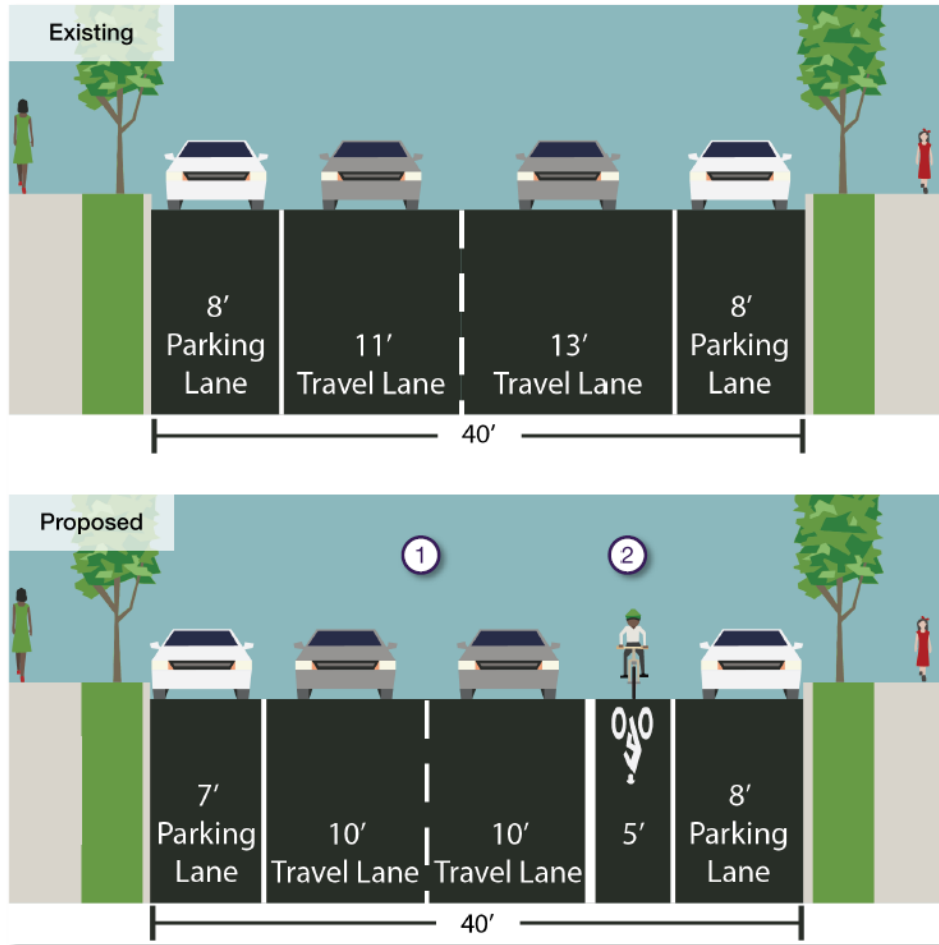 Existing
8’
Parking
Lane
11’
Travel Lane
13’
Travel Lane
8’
Parking
Lane
40’
Proposed
1
2
7’
Parking
Lane
10’
Travel Lane
10’
Travel Lane
5’
8’
Parking
Lane
40’